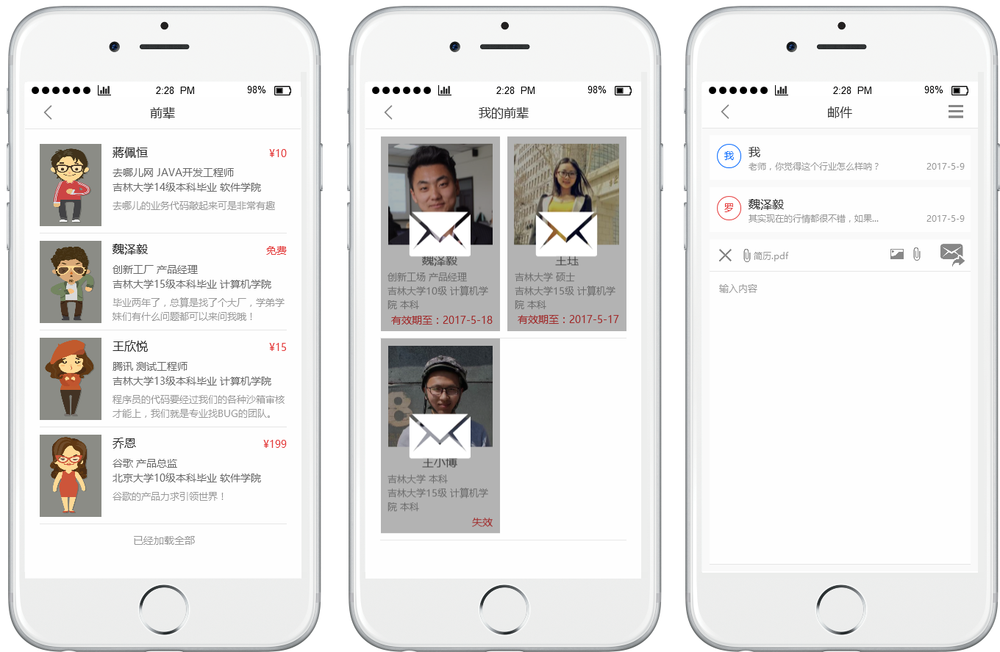 2:28 PM
98%
前辈
蔣佩恒
¥10
去哪儿网 JAVA开发工程师
吉林大学14级本科毕业 软件学院
去哪儿的业务代码敲起来可是非常有趣
魏泽毅
免费
创新工厂 产品经理
吉林大学15级本科毕业 计算机学院
毕业两年了，总算是找了个大厂，学弟学
妹们有什么问题都可以来问我哦！
王欣悦
¥15
腾讯 测试工程师
吉林大学13级本科毕业 计算机学院
程序员的代码要经过我们的各种沙箱审核
才能上，我们就是专业找BUG的团队。
乔恩
¥199
谷歌 产品总监
北京大学10级本科毕业 软件学院
谷歌的产品力求引领世界！
已经加载全部
2:28 PM
98%
我的前辈
魏泽毅
创新工场 产品经理
吉林大学10级 计算机学
院 本科
有效期至：2017-5-18
王珏
吉林大学 硕士
吉林大学15级 计算机学
院 本科
有效期至：2017-5-17
王小博
吉林大学 本科
吉林大学15级 计算机学
院 本科
失效
2:28 PM
98%
邮件
我
我
老师，你觉得这个行业怎么样呐？
2017-5-9
罗
魏泽毅
其实现在的行情都很不错，如果...
2017-5-9
简历.pdf
输入内容